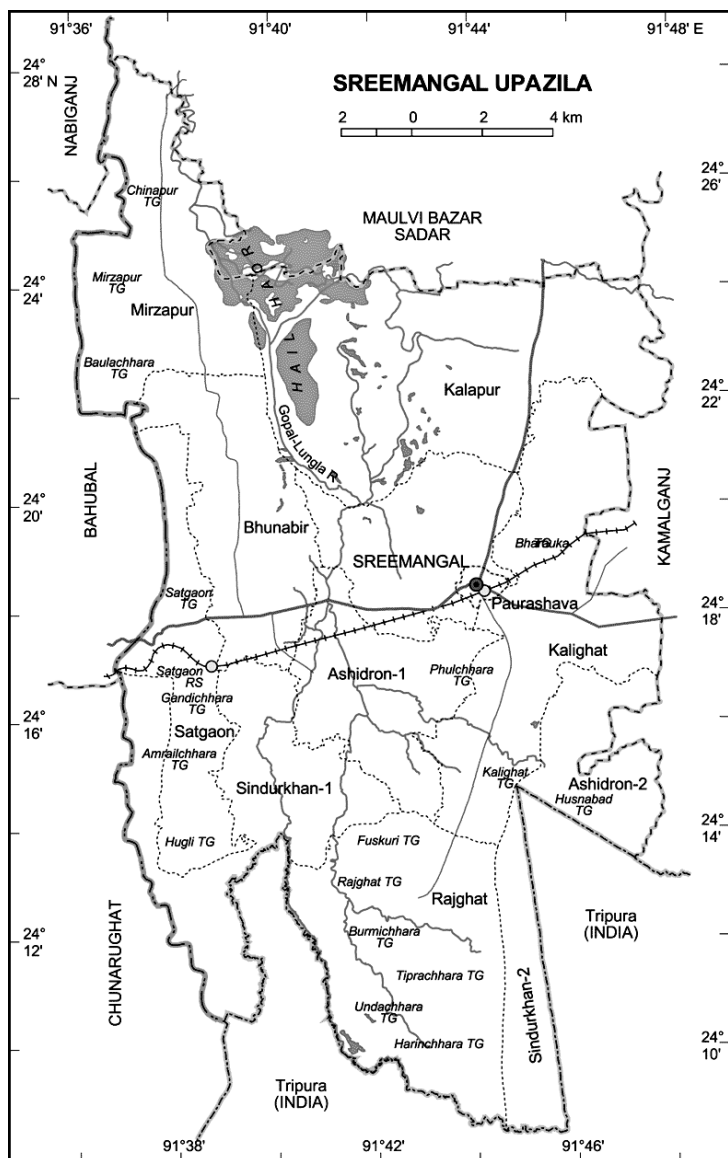 91°36' 91°40' 91°44' 91°48' E
24°
28' N
SREEMANGAL UPAZILA
2 0 2 4 km
NABIGANJ
24°
26'
Chinapur
TG
MAULVI BAZAR
SADAR
HAIL HAOR
24°
24'
Mirzapur
TG
Mirzapur
Baulachhara
TG
Kalapur
24°
22'
Gopal-Lungla R
BAHUBAL
24°
20'
Bhunabir
KAMALGANJ
SREEMANGAL
TG
Satgaon
TG
Paurashava
24°
18'
Kalighat
Satgaon
RS
Ashidron-1
Phulchhara
TG
Gandichhara
TG
24°
16'
Satgaon
Amrailchhara
TG
Sindurkhan-1
Kalighat
TG
Ashidron-2
Husnabad
TG
24°
14'
Hugli TG
Fuskuri TG
Rajghat TG
Rajghat
CHUNARUGHAT
24°
12'
Burmichhara
TG
Tripura
(INDIA)
Tiprachhara TG
Sindurkhan-2
Undachhara
TG
Harinchhara TG
24°
10'
Tripura
(INDIA)
91°38' 91°42' 91°46'